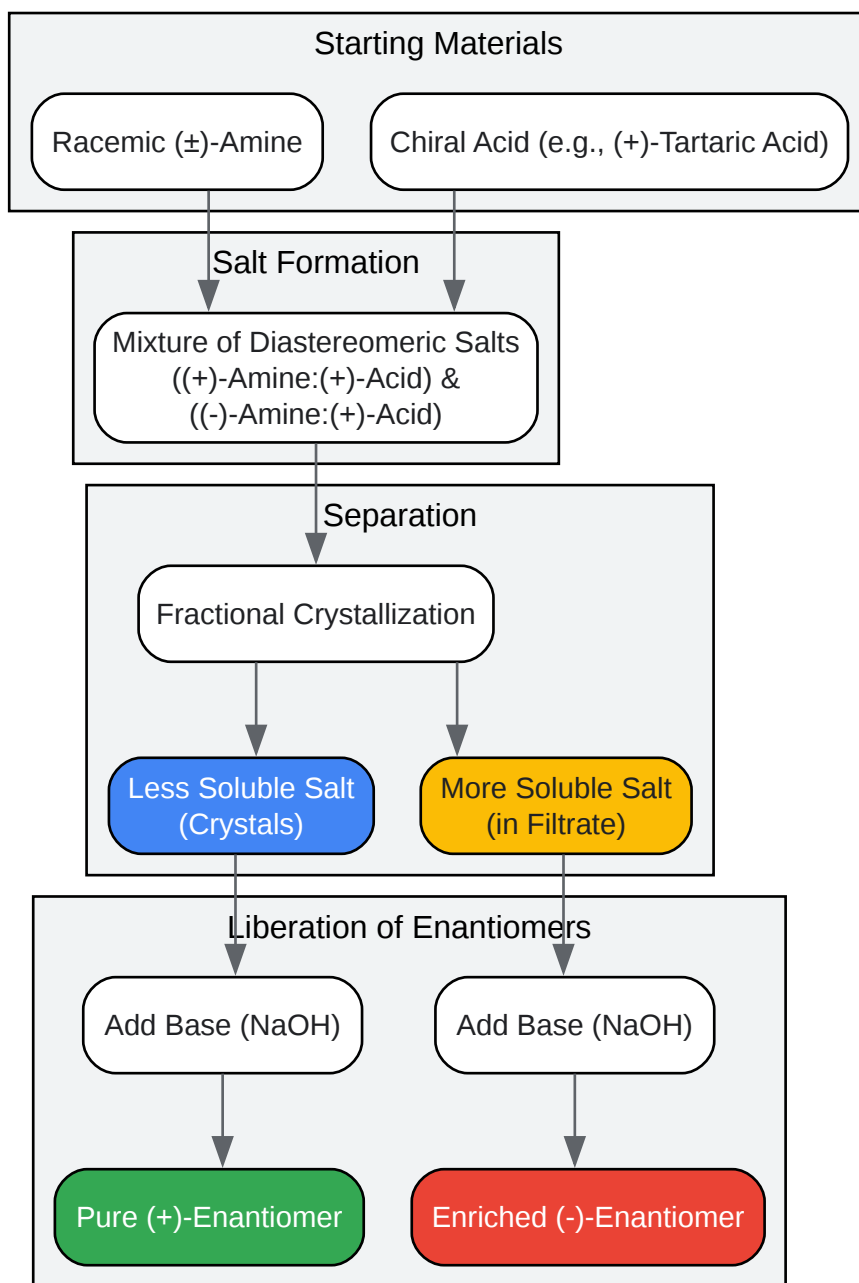 Starting Materials
Racemic (±)-Amine
Chiral Acid (e.g., (+)-Tartaric Acid)
Salt Formation
Mixture of Diastereomeric Salts
((+)-Amine:(+)-Acid) &
((-)-Amine:(+)-Acid)
Separation
Fractional Crystallization
Less Soluble Salt
(Crystals)
More Soluble Salt
(in Filtrate)
Liberation of Enantiomers
Add Base (NaOH)
Add Base (NaOH)
Pure (+)-Enantiomer
Enriched (-)-Enantiomer